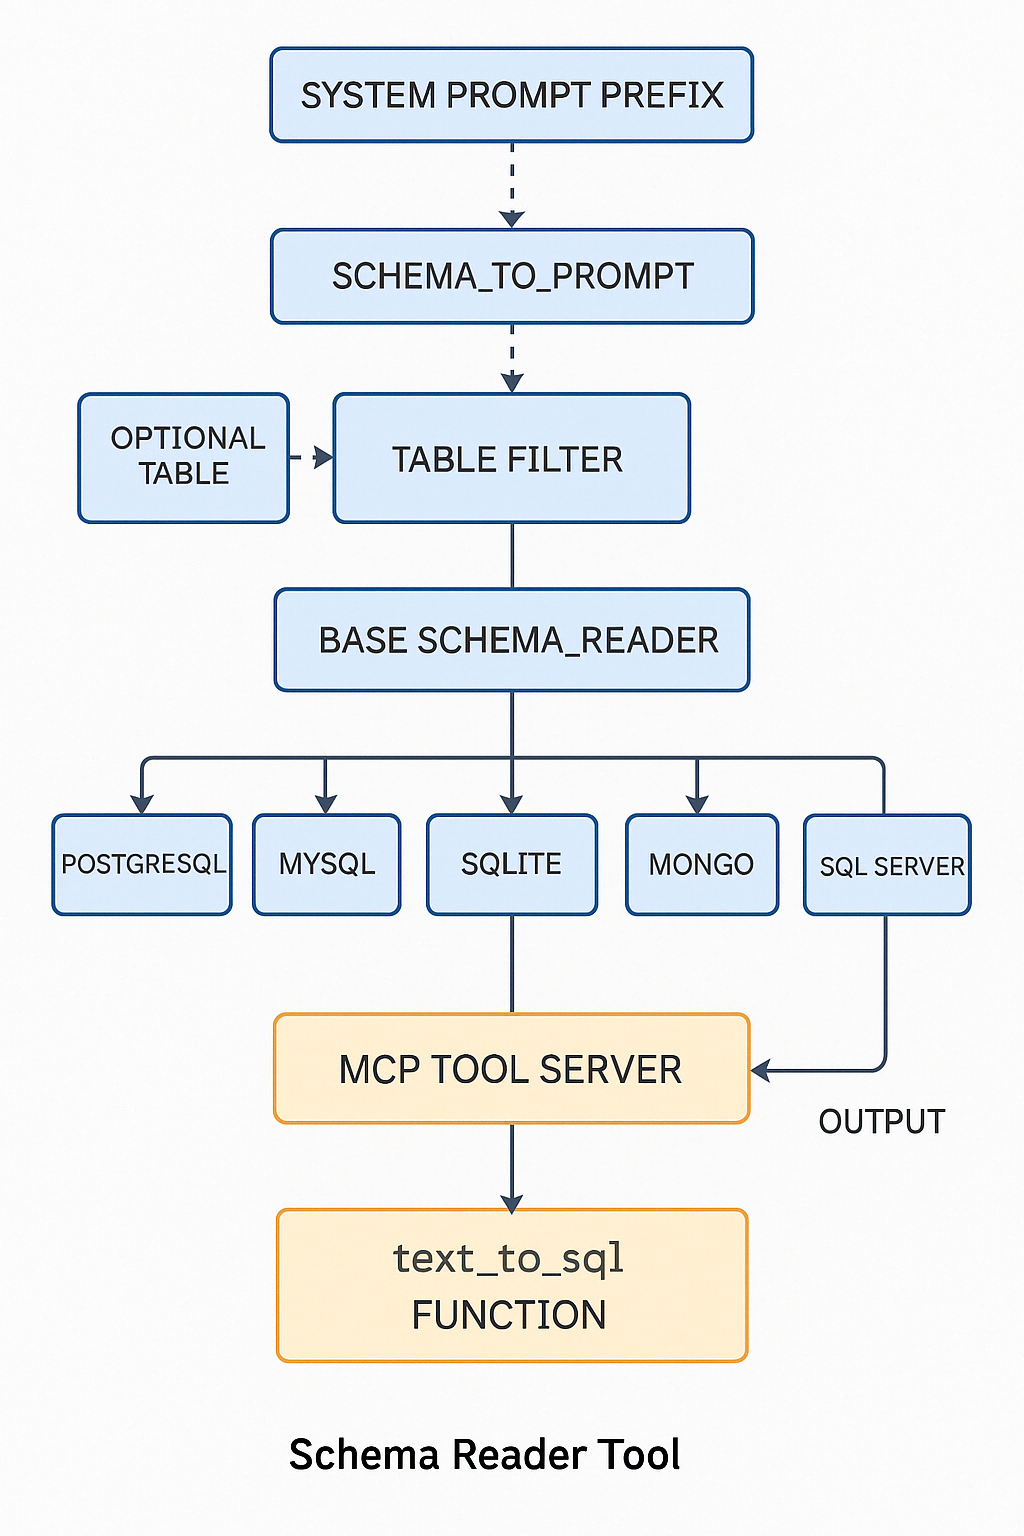 SYSTEM PROMPT PREFIX
SCHEMA_TO_PROMPT
OPTIONAL
TABLE
TABLE FILTER
BASE SCHEMA_READER
POSTGRESQL
MYSQL
SQLITE
MONGO
SQL SERVER
MCP TOOL SERVER
OUTPUT
text_to_sql
FUNCTION
Schema Reader Tool